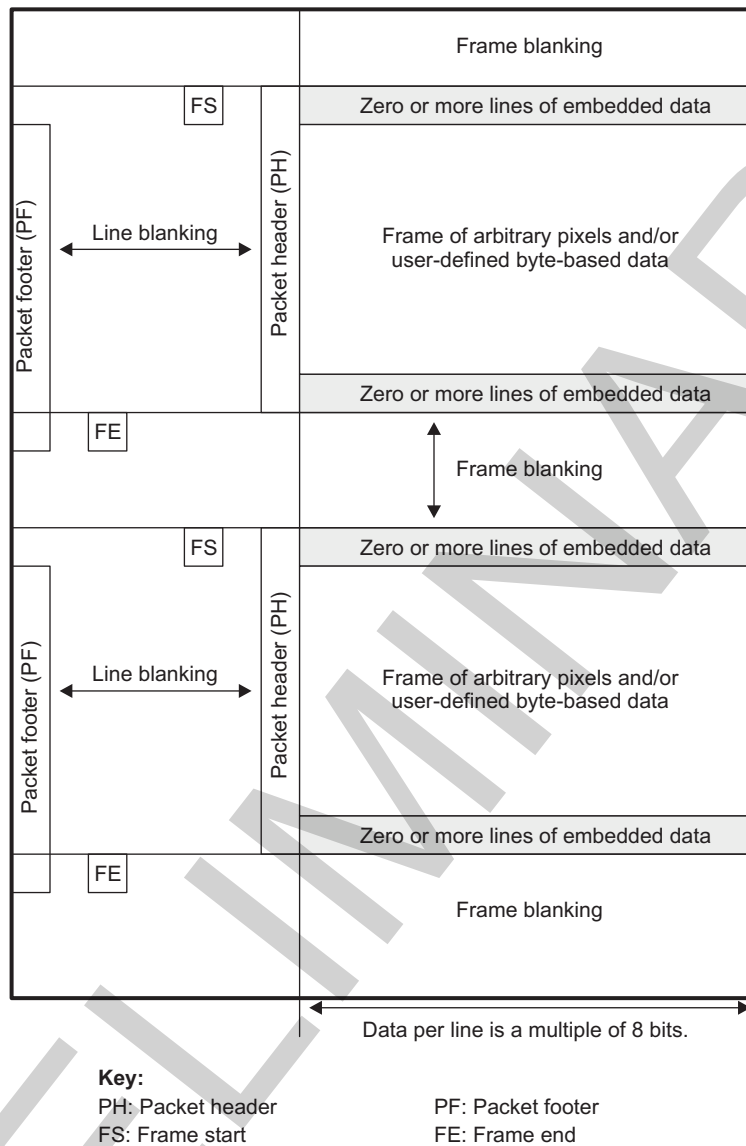 Frame blanking
FS
Zero or more lines of embedded data
Packet footer (PF)
Line blanking
Packet header (PH)
Frame of arbitrary pixels and/or
user-defined byte-based data
Zero or more lines of embedded data
FE
Frame blanking
FS
Zero or more lines of embedded data
Packet footer (PF)
Line blanking
Packet header (PH)
Frame of arbitrary pixels and/or
user-defined byte-based data
Zero or more lines of embedded data
FE
Frame blanking
Data per line is a multiple of 8 bits.
Key:
PH: Packet header
PF: Packet footer
FS: Frame start
FE: Frame end
ELIMINA